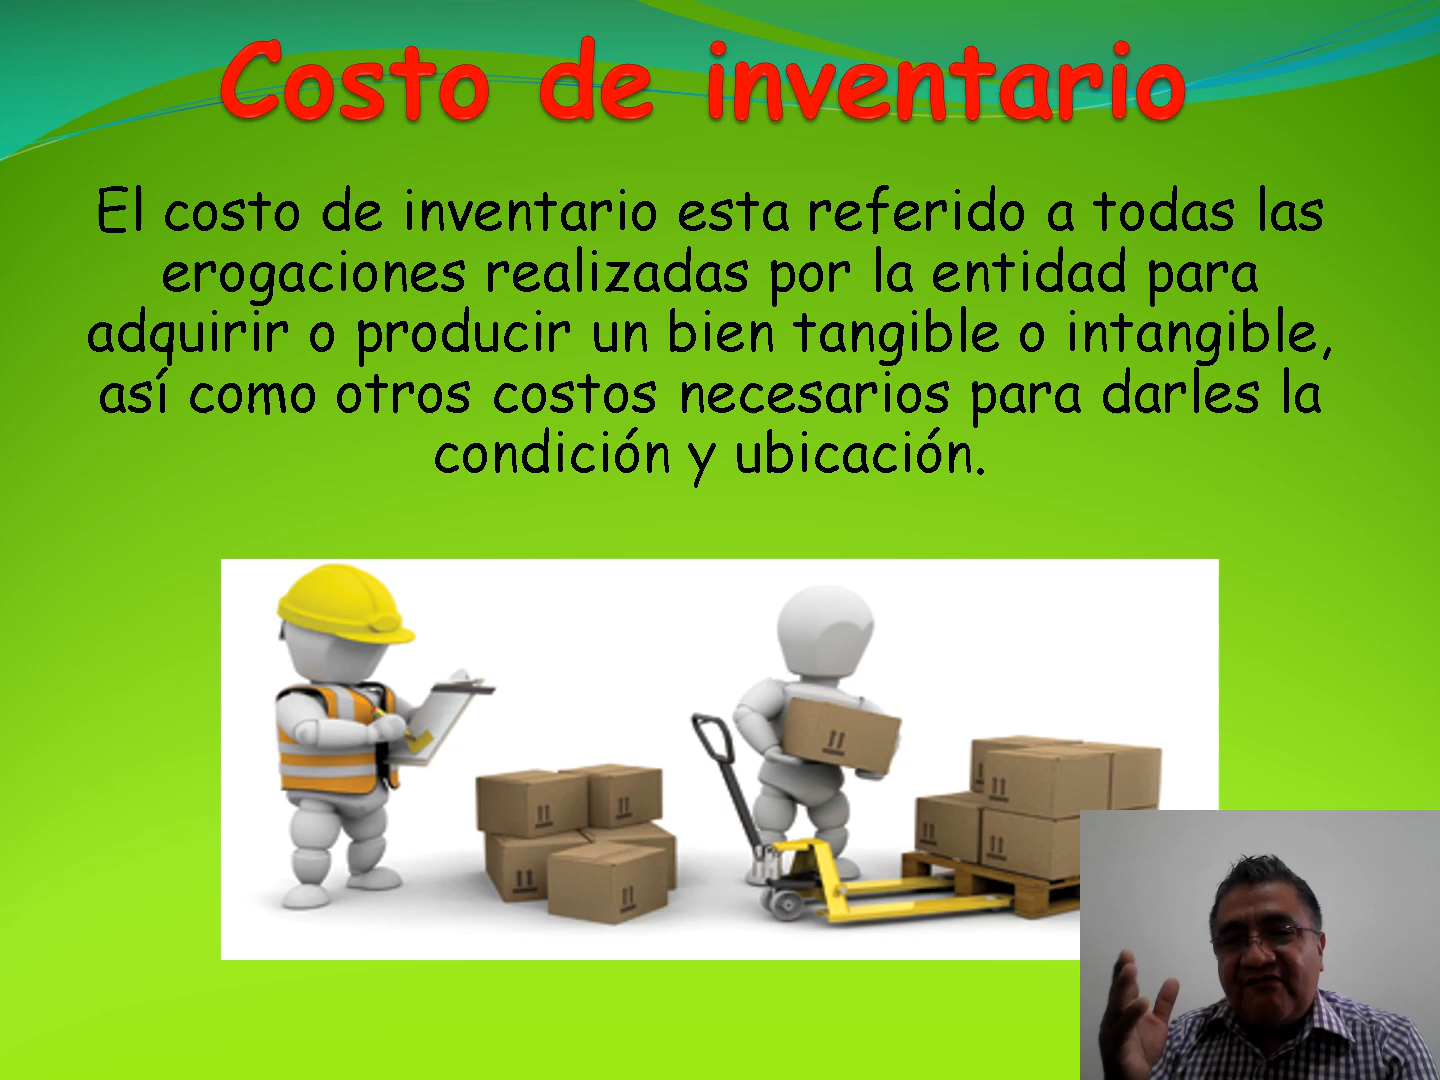 Costo de inventario
El costo de inventario esta referido a todas las
erogaciones realizadas por la entidad para
adquirir o producir un bien tangible o intangible,
así como otros costos necesarios para darles la
condición y ubicación.